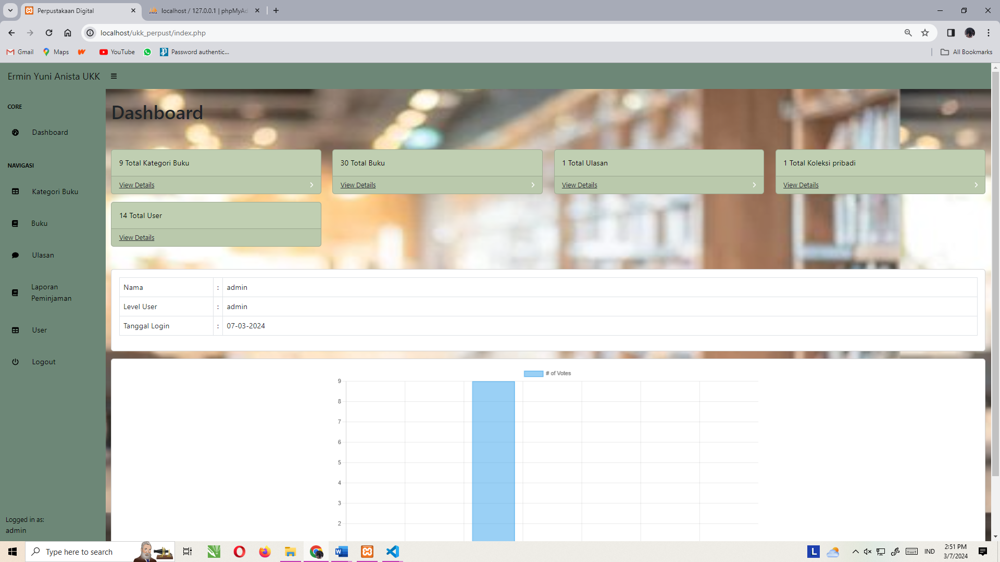 Perpustakaan Digital
localhost / 127.0.0.1 | phpMyAd
localhost/ukk_perpust/index.php
Gmail
Maps
YouTube
Password authentic...
All Bookmarks
Ermin Yuni Anista UKK
CORE
Dashboard
NAVIGASI
Kategori Buku
Buku
Ulasan
Laporan
Peminjaman
User
Logout
Logged in as:
admin
Dashboard
9 Total Kategori Buku
View Details
30 Total Buku
View Details
1 Total Ulasan
View Details
1 Total Koleksi pribadi
View Details
14 Total User
View Details
Nama : admin
Level User : admin
Tanggal Login : 07-03-2024
# of Votes
9
8
7
6
5
4
3
2
Type here to search
L
IND
2:51 PM
3/7/2024